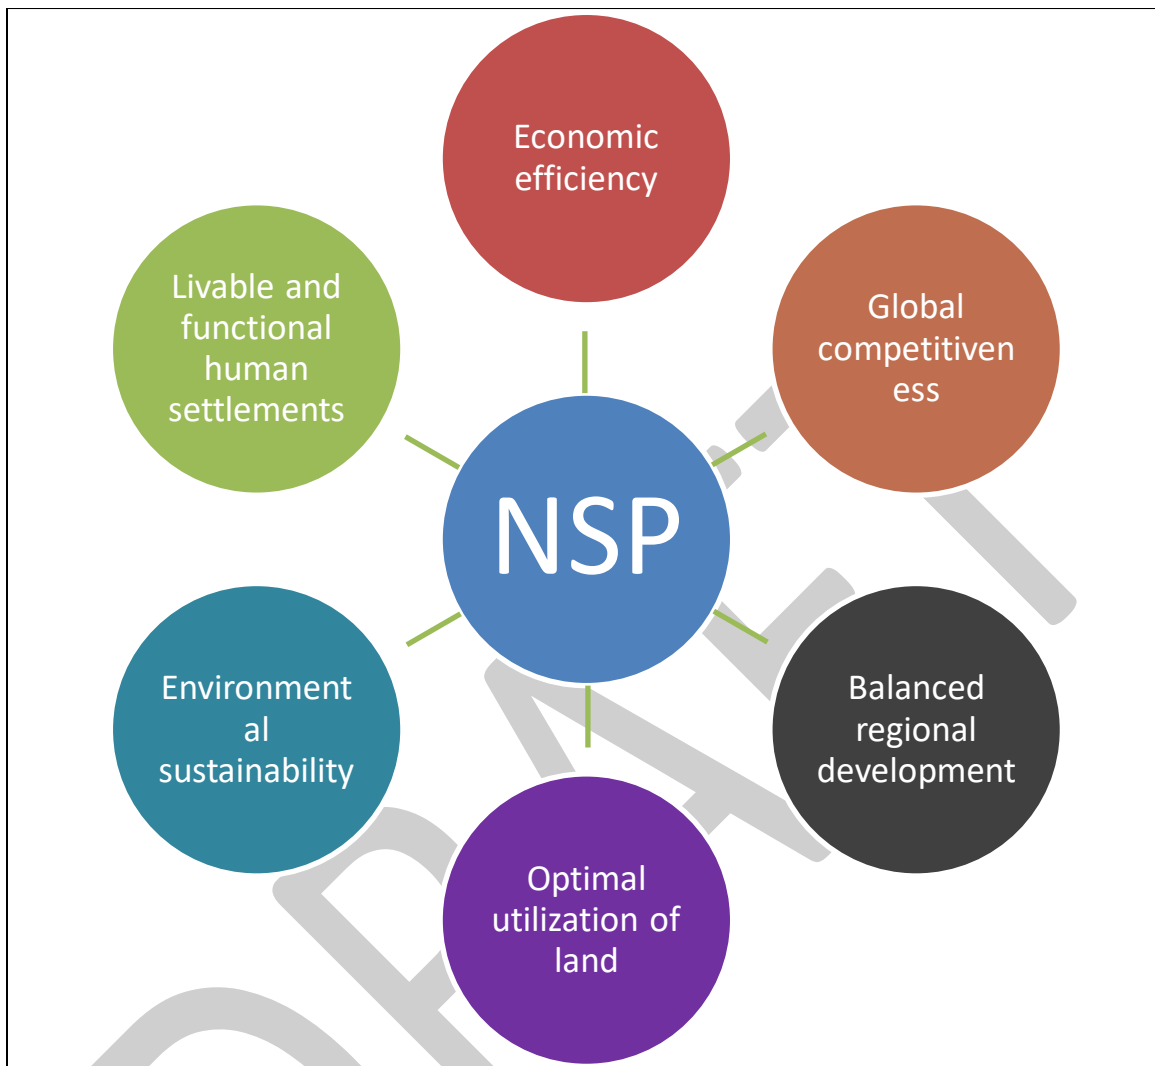 Economic
efficiency
Global
competitiven
ess
Balanced
regional
development
Optimal
utilization of
land
Environment
al
sustainability
Livable and
functional
human
settlements
NSP